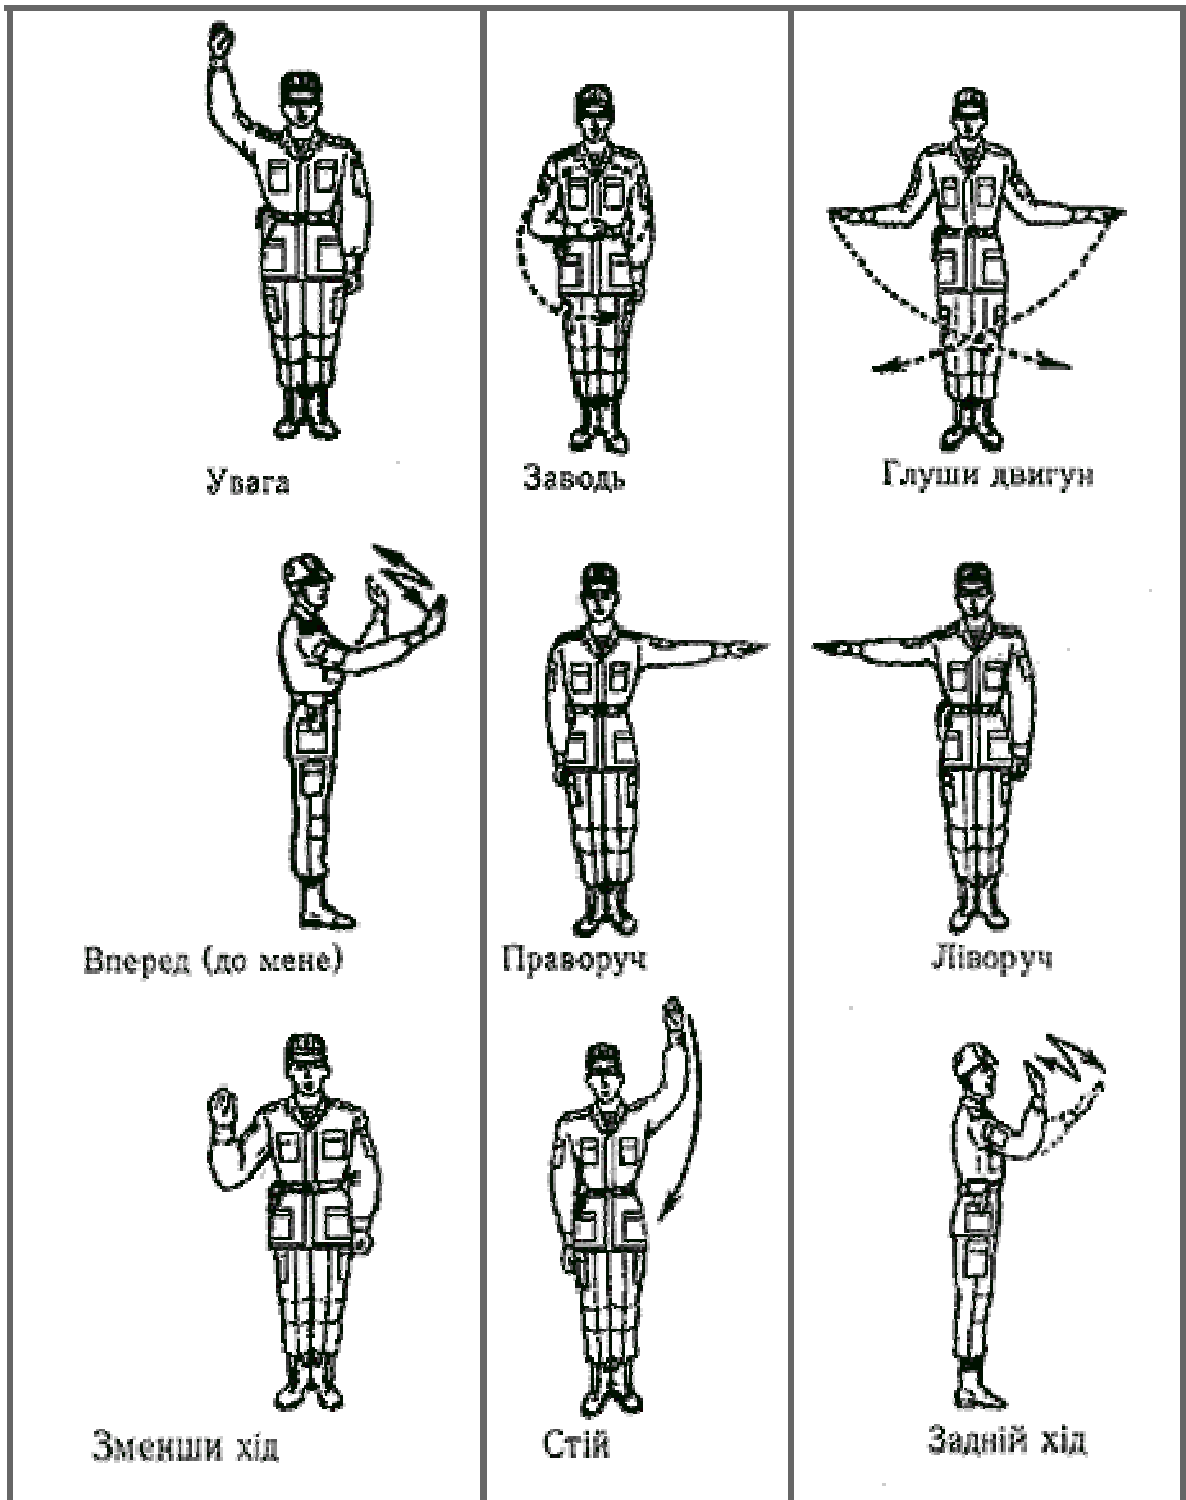 Увага
Заводь
Глуши двигун
Вперед (до мене)
Праворуч
Ліворуч
Зменши хід
Стій
Задній хід